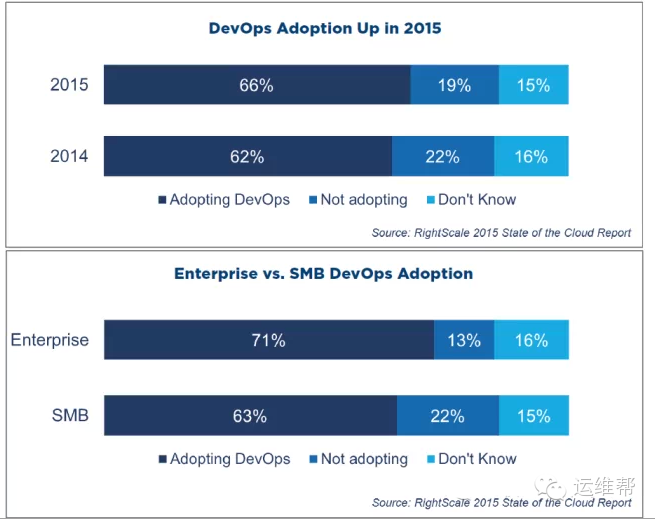 DevOps Adoption Up in 2015
2015 66% 19% 15%
2014 62% 22% 16%
Adopting DevOps Not adopting Don't Know
Source: RightScale 2015 State of the Cloud Report
Enterprise vs. SMB DevOps Adoption
Enterprise 71% 13% 16%
SMB 63% 22% 15%
Adopting DevOps Not adopting Don't Know
运维帮
Source: RightScale 2015 State of the Cloud Report